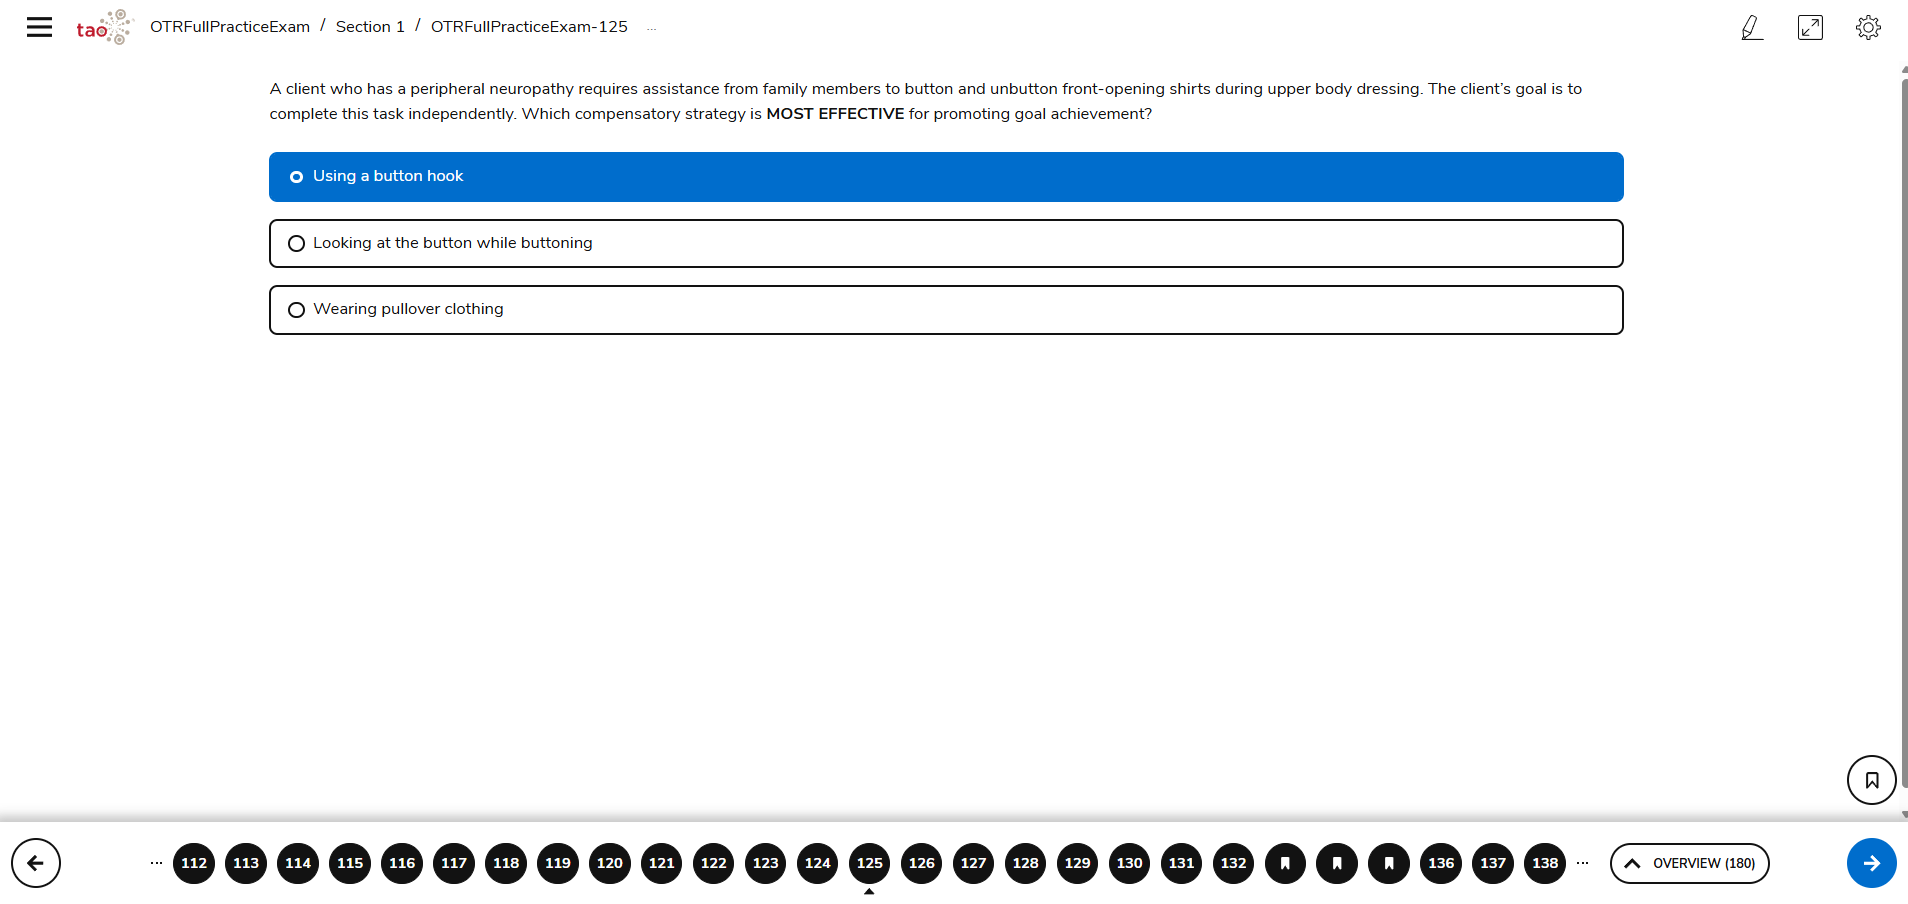 tao
OTRFullPracticeExam / Section 1 / OTRFullPracticeExam-125 ...
A client who has a peripheral neuropathy requires assistance from family members to button and unbutton front-opening shirts during upper body dressing. The client’s goal is to
complete this task independently. Which compensatory strategy is MOST EFFECTIVE for promoting goal achievement?
Using a button hook
Looking at the button while buttoning
Wearing pullover clothing
... 112 113 114 115 116 117 118 119 120 121 122 123 124 125 126 127 128 129 130 131 132 136 137 138 ... OVERVIEW (180)